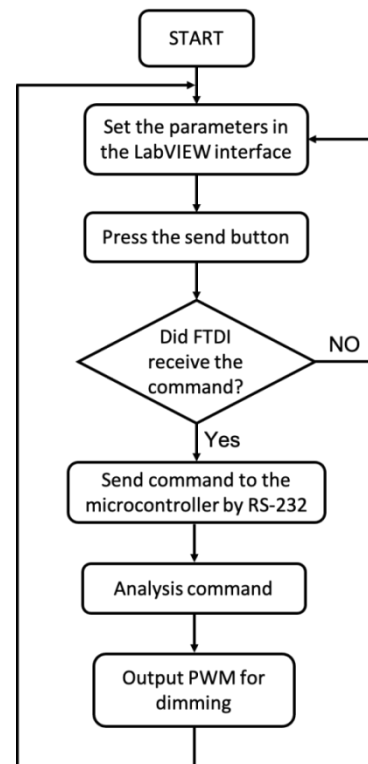 START
Set the parameters in
the LabVIEW interface
Press the send button
Did FTDI
receive the
command?
NO
Yes
Send command to the
microcontroller by RS-232
Analysis command
Output PWM for
dimming